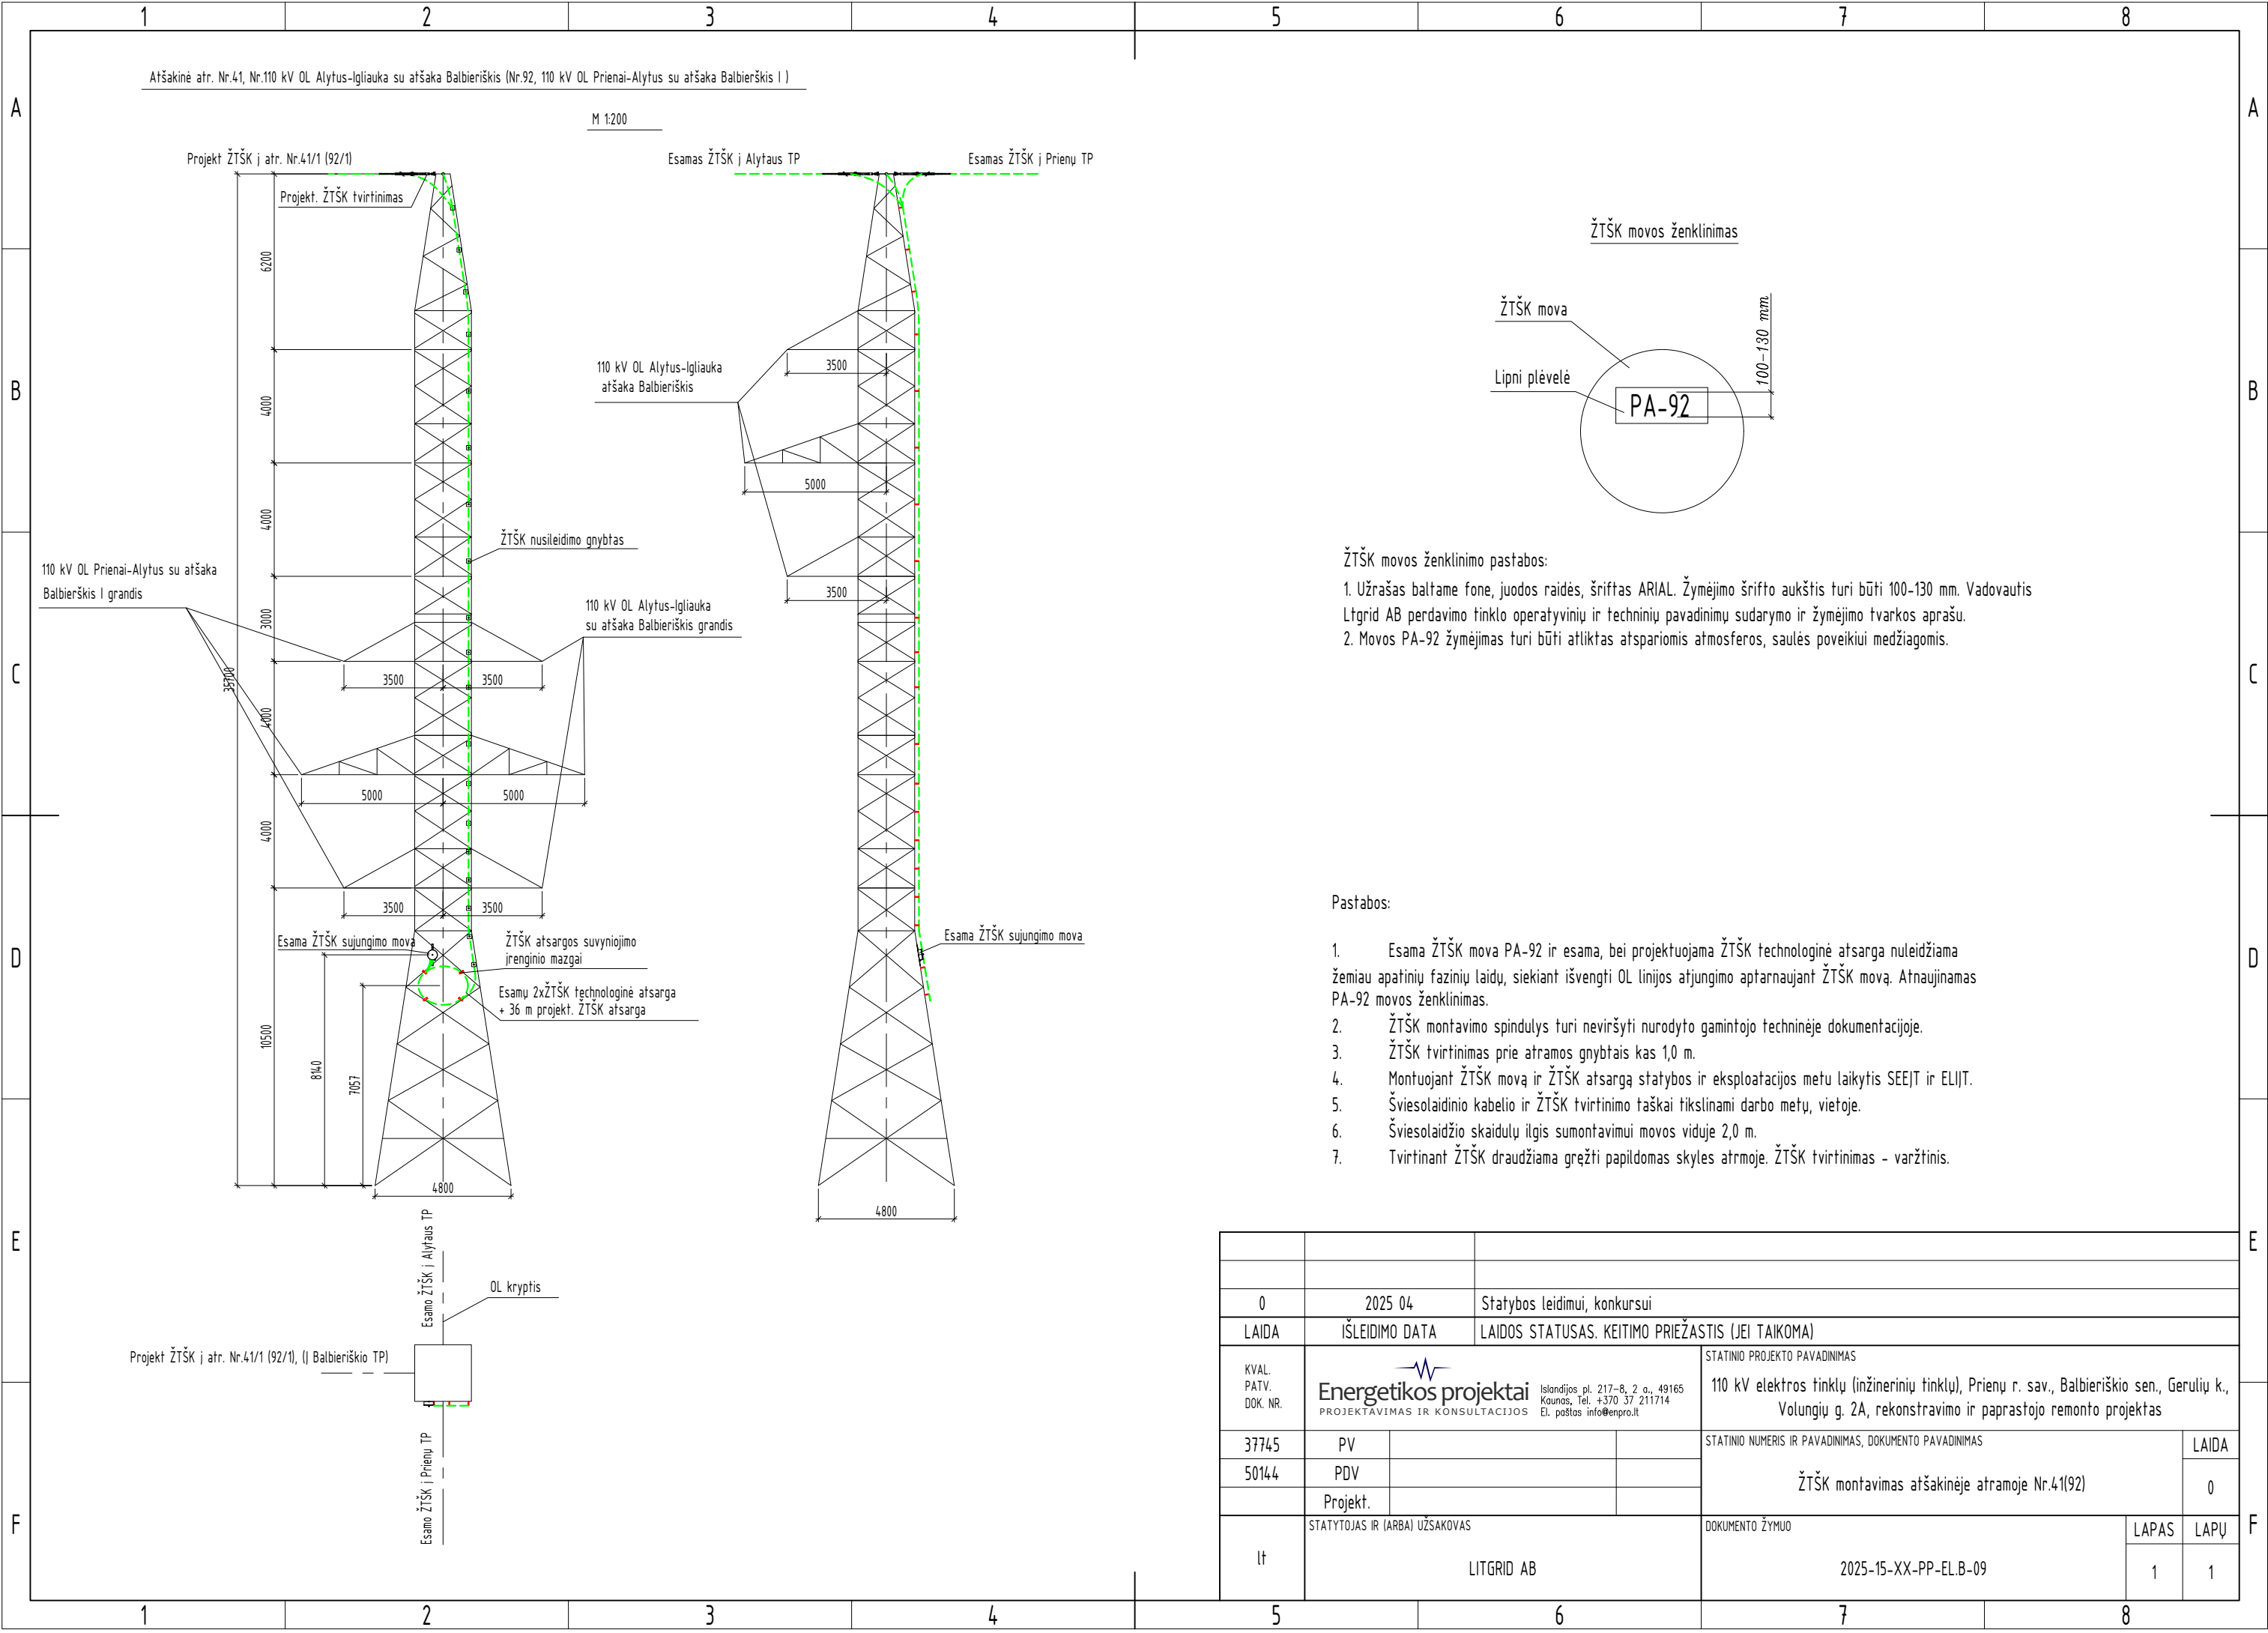 1 2 3 4 5 6 7 8
A A
B B
C C
D D
E E
F F
Atšakinė atr. Nr.41, Nr.110 kV OL Alytus-Igliauka su atšaka Balbieriškis (Nr.92, 110 kV OL Prienai-Alytus su atšaka Balbierškis I )
M 1:200
Projekt ŽTŠK į atr. Nr.41/1 (92/1)
Projekt. ŽTŠK tvirtinimas
6200
4000
4000
3000
4000
4000
10500
35700
8140
7057
ŽTŠK nusileidimo gnybtas
110 kV OL Prienai-Alytus su atšaka
Balbierškis I grandis
110 kV OL Alytus-Igliauka
su atšaka Balbieriškis grandis
3500 3500
5000 5000
3500 3500
Esama ŽTŠK sujungimo mova
ŽTŠK atsargos suvyniojimo
įrenginio mazgai
Esamų 2xŽTŠK technologinė atsarga
+ 36 m projekt. ŽTŠK atsarga
4800
Esamas ŽTŠK į Alytaus TP
Esamas ŽTŠK į Prienų TP
110 kV OL Alytus-Igliauka
atšaka Balbieriškis
3500
5000
3500
Esama ŽTŠK sujungimo mova
4800
Esamo ŽTŠK į Alytaus TP
OL kryptis
Projekt ŽTŠK į atr. Nr.41/1 (92/1), (Į Balbieriškio TP)
Esamo ŽTŠK į Prienų TP
ŽTŠK movos ženklinimas
ŽTŠK mova
Lipni plėvelė
PA-92
100-130 mm
ŽTŠK movos ženklinimo pastabos:
1. Užrašas baltame fone, juodos raidės, šriftas ARIAL. Žymėjimo šrifto aukštis turi būti 100-130 mm. Vadovautis
Ltgrid AB perdavimo tinklo operatyvinių ir techninių pavadinimų sudarymo ir žymėjimo tvarkos aprašu.
2. Movos PA-92 žymėjimas turi būti atliktas atspariomis atmosferos, saulės poveikiui medžiagomis.
Pastabos:
1. Esama ŽTŠK mova PA-92 ir esama, bei projektuojama ŽTŠK technologinė atsarga nuleidžiama
žemiau apatinių fazinių laidų, siekiant išvengti OL linijos atjungimo aptarnaujant ŽTŠK movą. Atnaujinamas
PA-92 movos ženklinimas.
2. ŽTŠK montavimo spindulys turi neviršyti nurodyto gamintojo techninėje dokumentacijoje.
3. ŽTŠK tvirtinimas prie atramos gnybtais kas 1,0 m.
4. Montuojant ŽTŠK movą ir ŽTŠK atsargą statybos ir eksploatacijos metu laikytis SEEĮT ir ELIĮT.
5. Šviesolaidinio kabelio ir ŽTŠK tvirtinimo taškai tikslinami darbo metų, vietoje.
6. Šviesolaidžio skaidulų ilgis sumontavimui movos viduje 2,0 m.
7. Tvirtinant ŽTŠK draudžiama gręžti papildomas skyles atrmoje. ŽTŠK tvirtinimas - varžtinis.
0 2025 04 Statybos leidimui, konkursui
LAIDA IŠLEIDIMO DATA LAIDOS STATUSAS. KEITIMO PRIEŽASTIS (JEI TAIKOMA)
KVAL.
PATV.
DOK. NR.
Energetikos projektai
PROJEKTAVIMAS IR KONSULTACIJOS
Islandijos pl. 217-8, 2 a., 49165
Kaunas, Tel. +370 37 211714
El. paštas info@enpro.lt
STATINIO PROJEKTO PAVADINIMAS
110 kV elektros tinklų (inžinerinių tinklų), Prienų r. sav., Balbieriškio sen., Gerulių k.,
Volungių g. 2A, rekonstravimo ir paprastojo remonto projektas
37745 PV
50144 PDV
Projekt.
STATINIO NUMERIS IR PAVADINIMAS, DOKUMENTO PAVADINIMAS
ŽTŠK montavimas atšakinėje atramoje Nr.41(92)
LAIDA
0
lt
STATYTOJAS IR (ARBA) UŽSAKOVAS
LITGRID AB
DOKUMENTO ŽYMUO
2025-15-XX-PP-EL.B-09
LAPAS LAPŲ
1 1
1 2 3 4 5 6 7 8